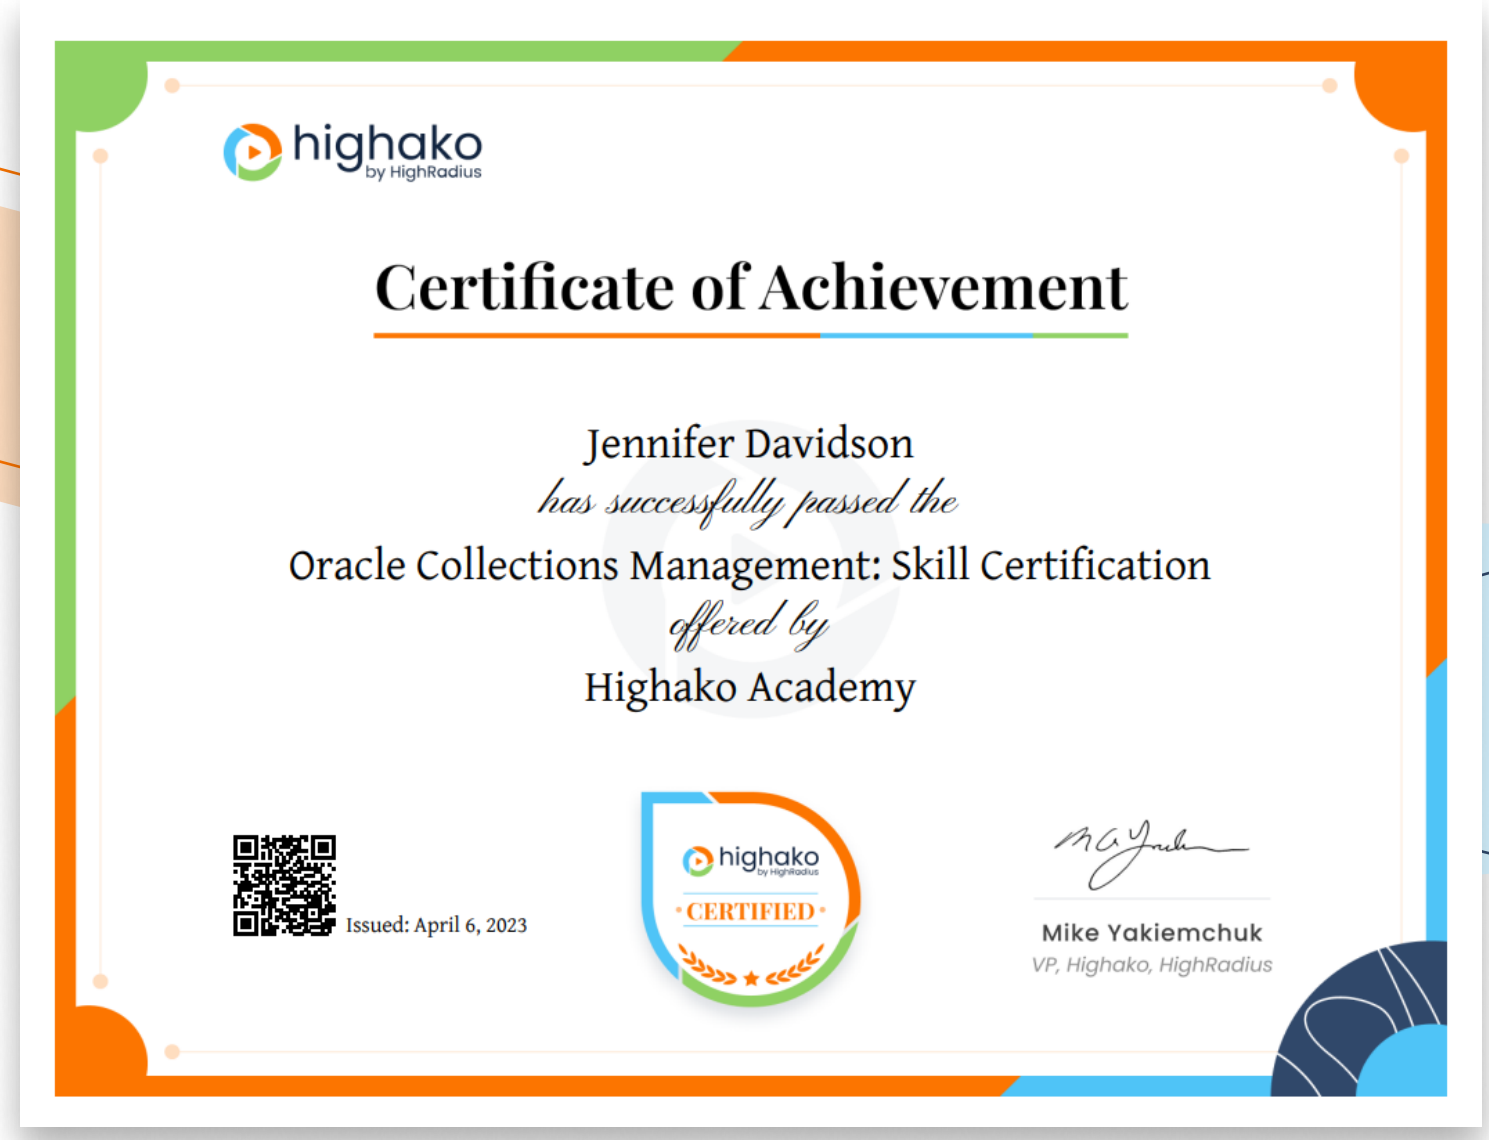 highako
by HighRadius
Certificate of Achievement
Jennifer Davidson
has successfully passed the
Oracle Collections Management: Skill Certification
offered by
Highako Academy
Issued: April 6, 2023
highako
by HighRadius
CERTIFIED
Mike Yakiemchuk
VP, Highako, HighRadius